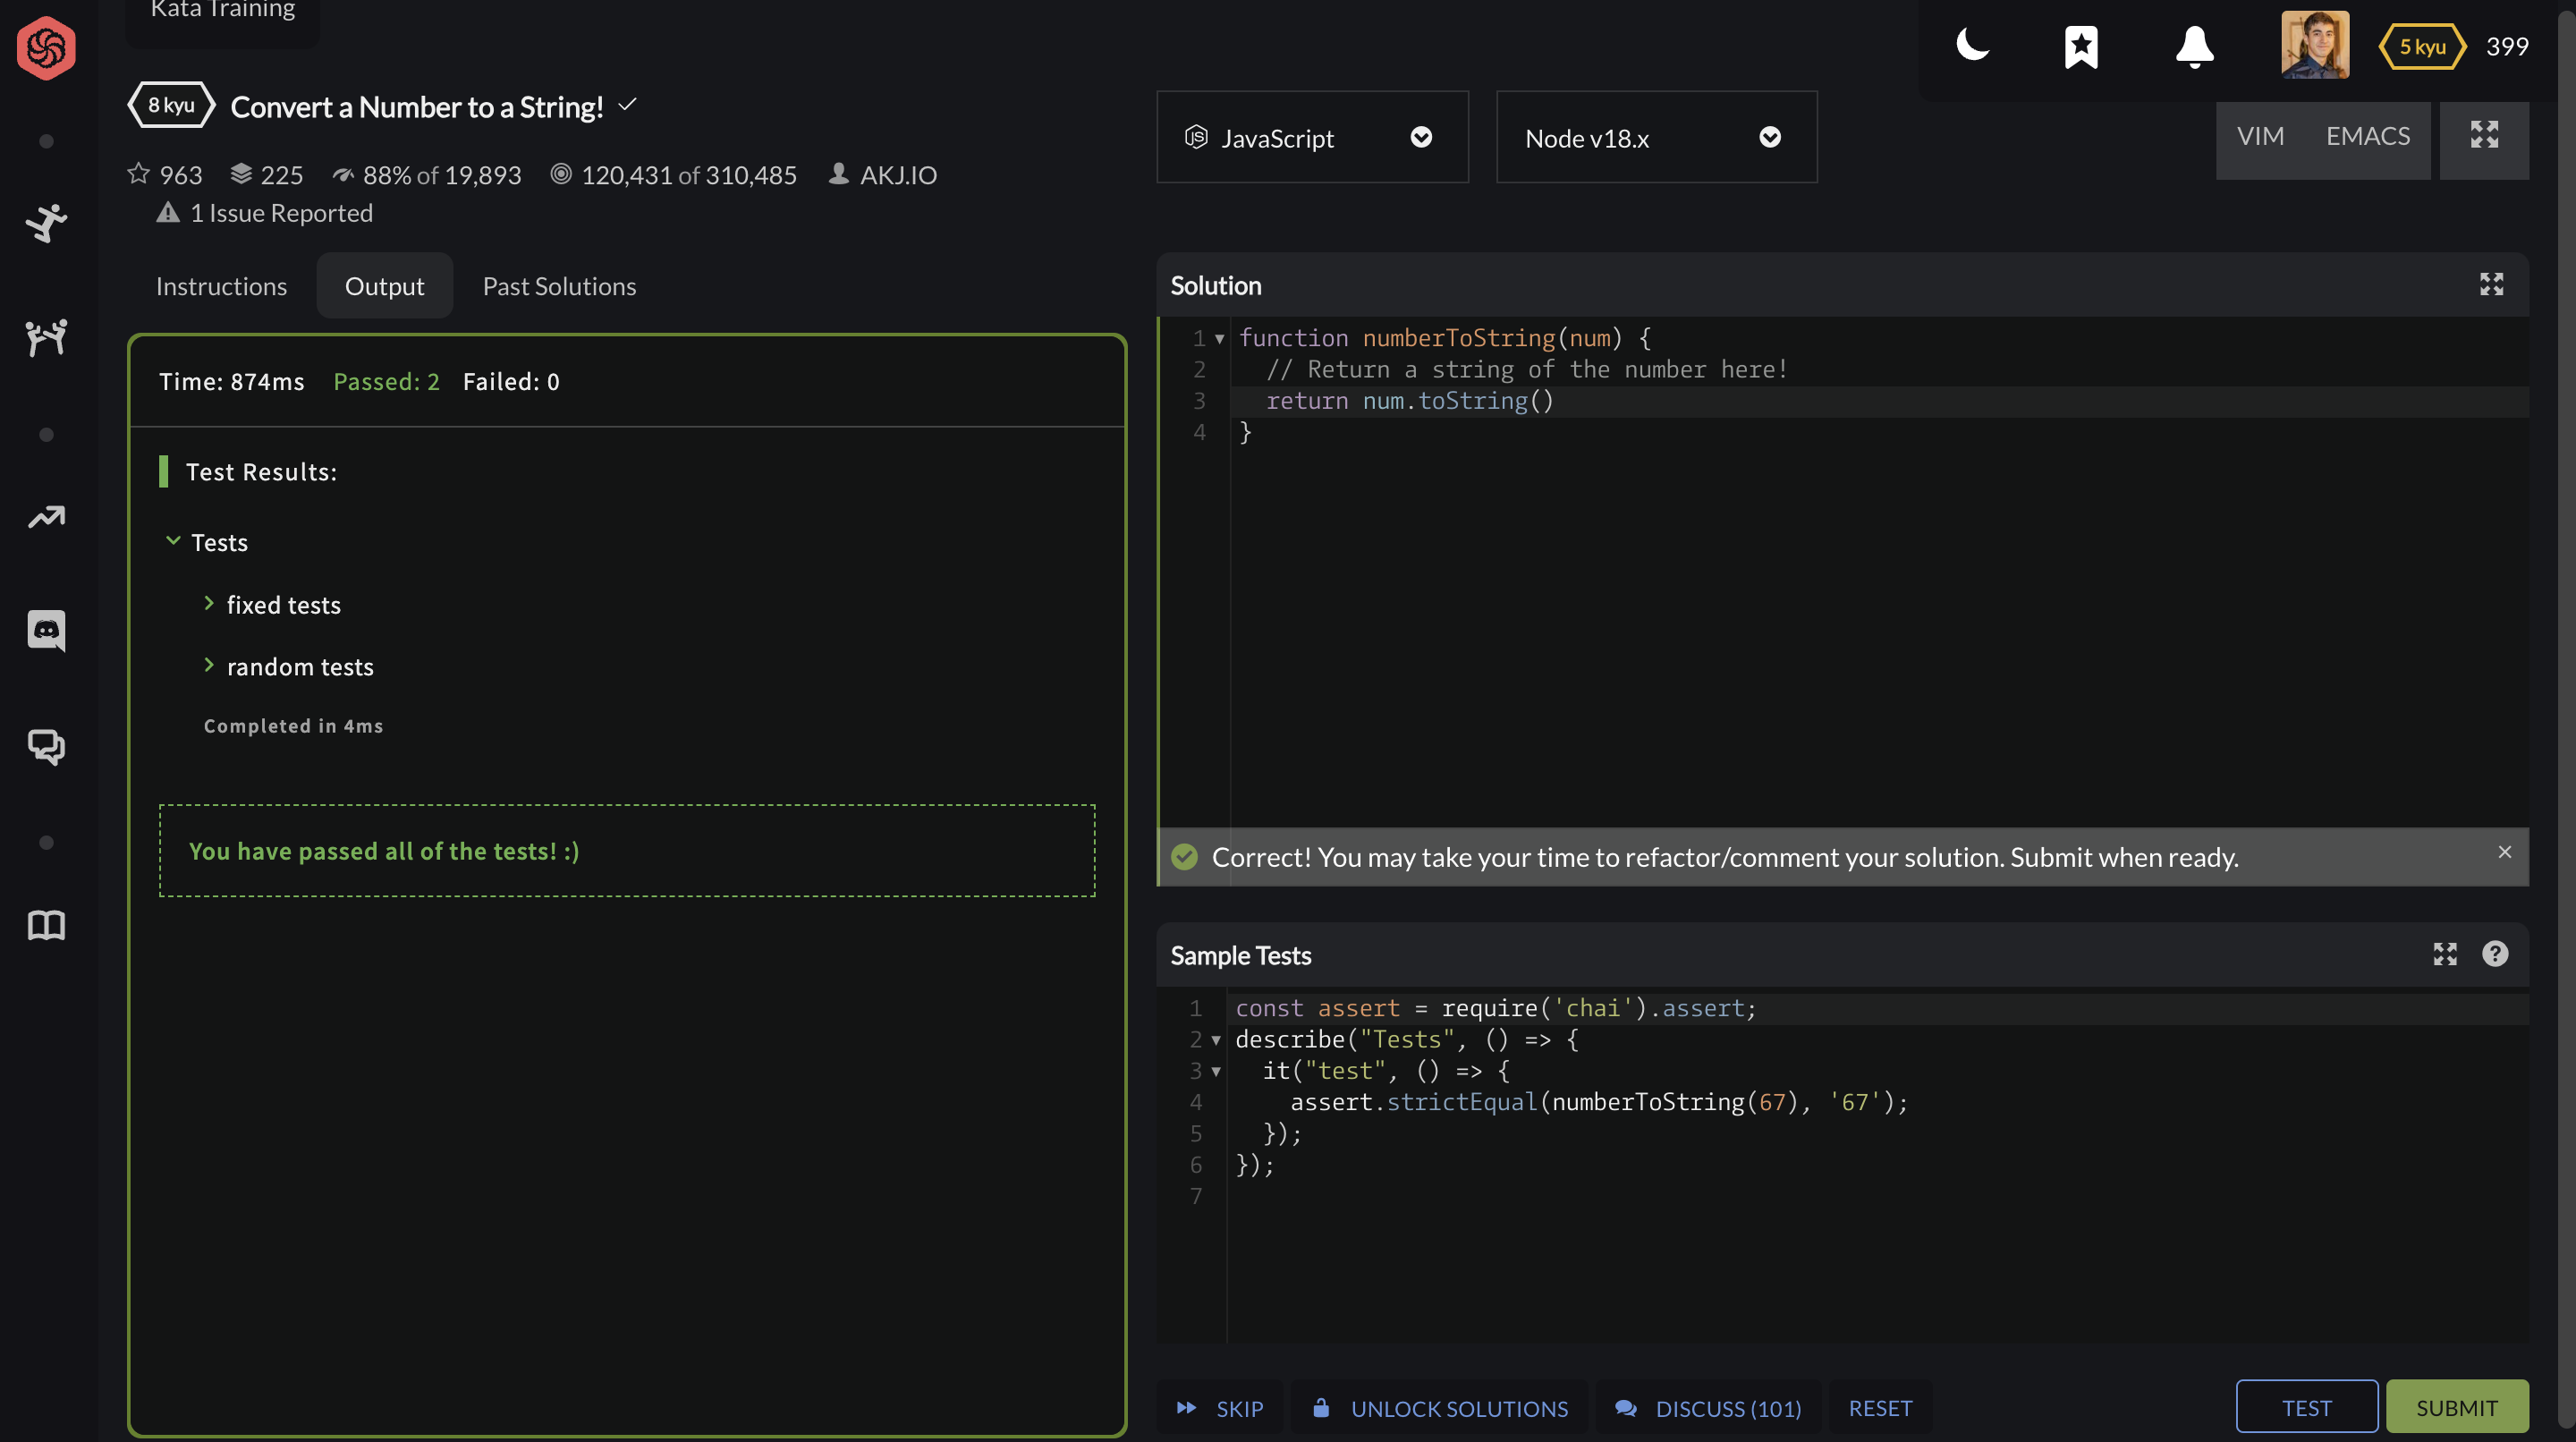 Kata Training
5 kyu 399
8 kyu Convert a Number to a String!
963 225 88% of 19,893 120,431 of 310,485 AKJ.IO
1 Issue Reported
JavaScript
Node v18.x
VIM EMACS
Instructions Output Past Solutions
Time: 874ms Passed: 2 Failed: 0
Test Results:
Tests
fixed tests
random tests
Completed in 4ms
You have passed all of the tests! :)
Solution
1 function numberToString(num) {
2 // Return a string of the number here!
3 return num.toString()
4 }
Correct! You may take your time to refactor/comment your solution. Submit when ready.
Sample Tests
1 const assert = require('chai').assert;
2 describe("Tests", () => {
3 it("test", () => {
4 assert.strictEqual(numberToString(67), '67');
5 });
6 });
7
SKIP UNLOCK SOLUTIONS DISCUSS (101) RESET TEST SUBMIT